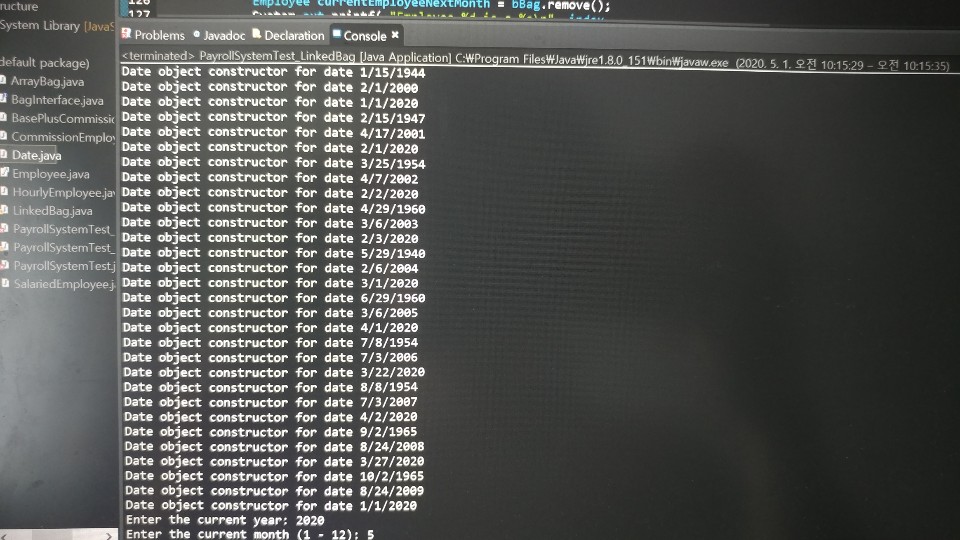 ructure
System Library [JavaS
default package)
ArrayBag.java
BagInterface.java
BasePlusCommissio
CommissionEmploy
Date.java
Employee.java
HourlyEmployee.jav
LinkedBag.java
PayrollSystemTest_
PayrollSystemTest_
PayrollSystemTest.j
SalariedEmployee.j
128 Employee currentEmployeeNextMonth = bBag.remove();
127
Problems Javadoc Declaration Console
<terminated> PayrollSystemTest_LinkedBag [Java Application] C:₩Program Files₩Java₩jre1.8.0_151₩bin₩javaw.exe (2020. 5. 1. 오전 10:15:29 – 오전 10:15:35)
Date object constructor for date 1/15/1944
Date object constructor for date 2/1/2000
Date object constructor for date 1/1/2020
Date object constructor for date 2/15/1947
Date object constructor for date 4/17/2001
Date object constructor for date 2/1/2020
Date object constructor for date 3/25/1954
Date object constructor for date 4/7/2002
Date object constructor for date 2/2/2020
Date object constructor for date 4/29/1960
Date object constructor for date 3/6/2003
Date object constructor for date 2/3/2020
Date object constructor for date 5/29/1940
Date object constructor for date 2/6/2004
Date object constructor for date 3/1/2020
Date object constructor for date 6/29/1960
Date object constructor for date 3/6/2005
Date object constructor for date 4/1/2020
Date object constructor for date 7/8/1954
Date object constructor for date 7/3/2006
Date object constructor for date 3/22/2020
Date object constructor for date 8/8/1954
Date object constructor for date 7/3/2007
Date object constructor for date 4/2/2020
Date object constructor for date 9/2/1965
Date object constructor for date 8/24/2008
Date object constructor for date 3/27/2020
Date object constructor for date 10/2/1965
Date object constructor for date 8/24/2009
Date object constructor for date 1/1/2020
Enter the current year: 2020
Enter the current month (1 - 12): 5